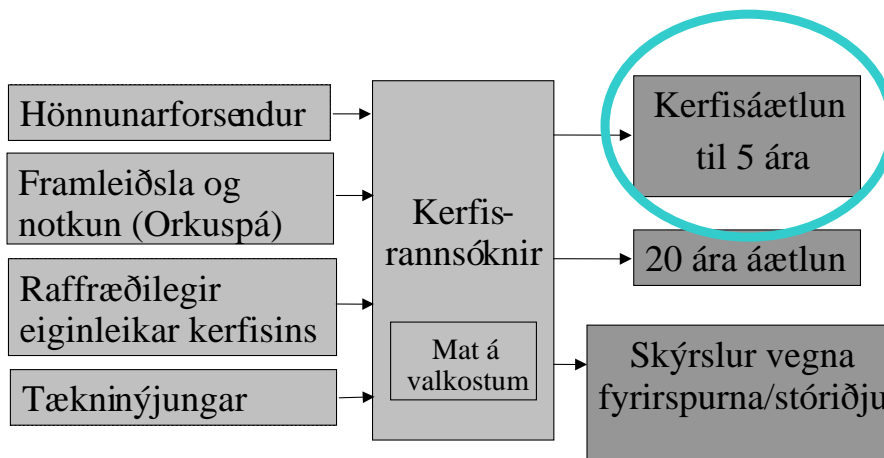 Hönnunarforsendur
Framleiðsla og
notkun (Orkuspá)
Raffræðilegir
eiginleikar kerfisins
Tækninýjungar
Kerfis-
rannsóknir
Mat á
valkostum
Kerfisáætlun
til 5 ára
20 ára áætlun
Skýrslur vegna
fyrirspurna/stóriðju